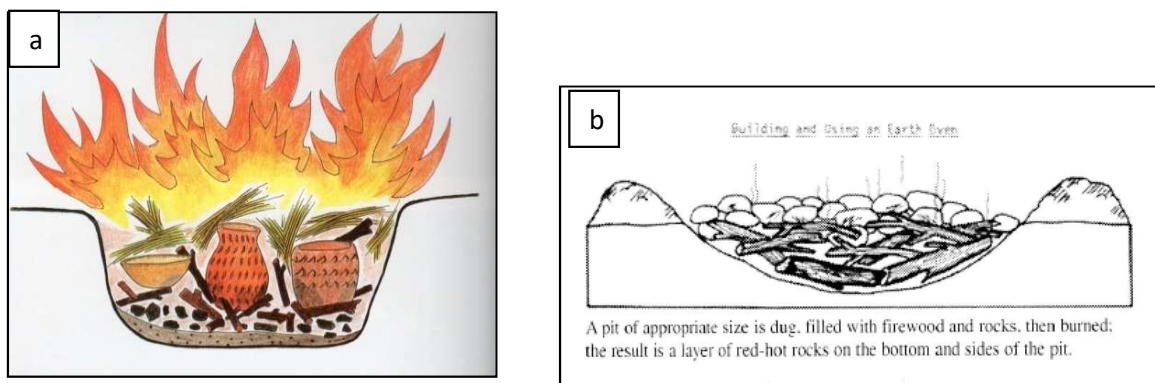 a
b
Building and Using an Earth Oven
A pit of appropriate size is dug, filled with firewood and rocks, then burned;
the result is a layer of red-hot rocks on the bottom and sides of the pit.